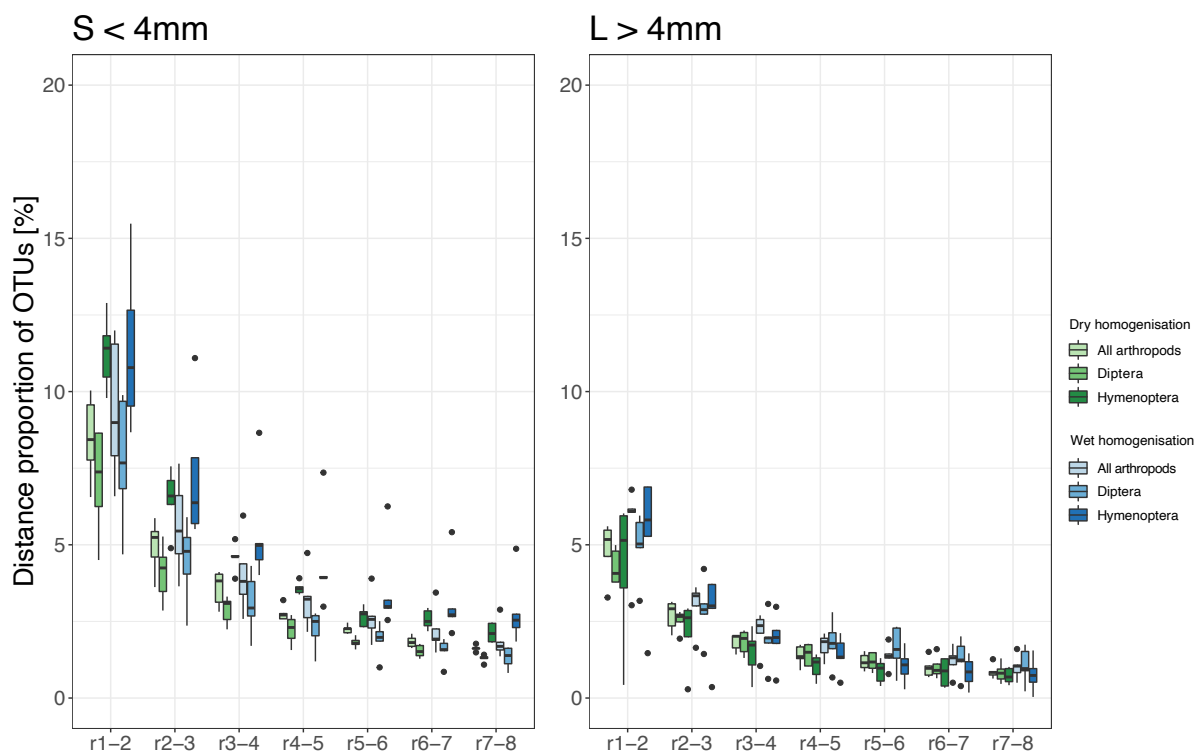 S < 4mm
L > 4mm
Distance proportion of OTUs [%]
20
15
10
5
0
r1−2 r2−3 r3−4 r4−5 r5−6 r6−7 r7−8
20
15
10
5
0
r1−2 r2−3 r3−4 r4−5 r5−6 r6−7 r7−8
Dry homogenisation
All arthropods
Diptera
Hymenoptera
Wet homogenisation
All arthropods
Diptera
Hymenoptera